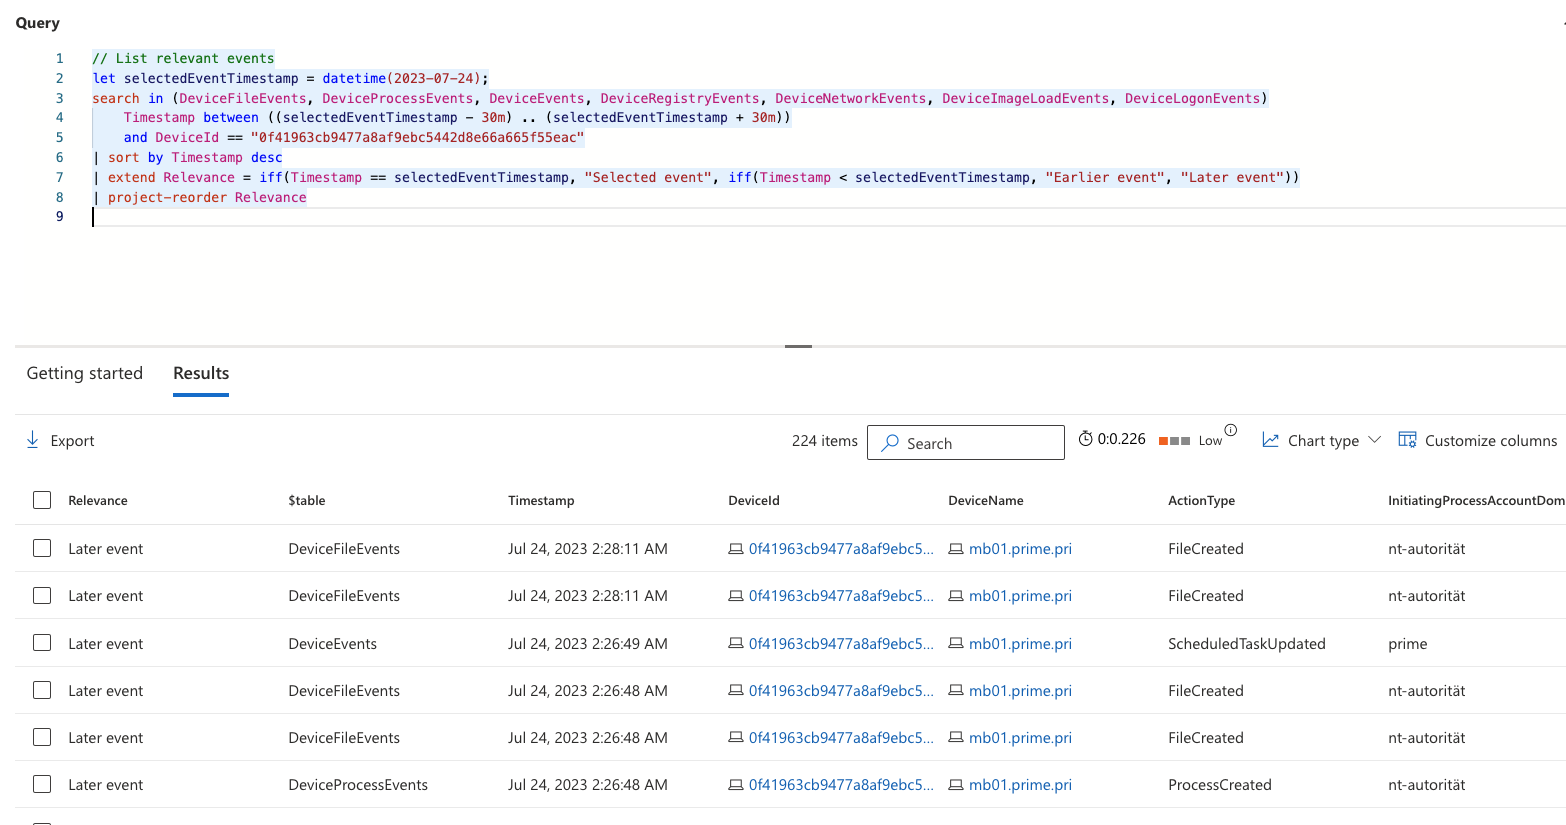 Query
1 // List relevant events
2 let selectedEventTimestamp = datetime(2023-07-24);
3 search in (DeviceFileEvents, DeviceProcessEvents, DeviceEvents, DeviceRegistryEvents, DeviceNetworkEvents, DeviceImageLoadEvents, DeviceLogonEvents)
4 Timestamp between ((selectedEventTimestamp - 30m) .. (selectedEventTimestamp + 30m))
5 and DeviceId == "0f41963cb9477a8af9ebc5442d8e66a665f55eac"
6 | sort by Timestamp desc
7 | extend Relevance = iff(Timestamp == selectedEventTimestamp, "Selected event", iff(Timestamp < selectedEventTimestamp, "Earlier event", "Later event"))
8 | project-reorder Relevance
9
Getting started Results
Export 224 items Search 0:0.226 Low Chart type Customize columns
Relevance $table Timestamp DeviceId DeviceName ActionType InitiatingProcessAccountDom
Later event DeviceFileEvents Jul 24, 2023 2:28:11 AM 0f41963cb9477a8af9ebc5... mb01.prime.pri FileCreated nt-autorität
Later event DeviceFileEvents Jul 24, 2023 2:28:11 AM 0f41963cb9477a8af9ebc5... mb01.prime.pri FileCreated nt-autorität
Later event DeviceEvents Jul 24, 2023 2:26:49 AM 0f41963cb9477a8af9ebc5... mb01.prime.pri ScheduledTaskUpdated prime
Later event DeviceFileEvents Jul 24, 2023 2:26:48 AM 0f41963cb9477a8af9ebc5... mb01.prime.pri FileCreated nt-autorität
Later event DeviceFileEvents Jul 24, 2023 2:26:48 AM 0f41963cb9477a8af9ebc5... mb01.prime.pri FileCreated nt-autorität
Later event DeviceProcessEvents Jul 24, 2023 2:26:48 AM 0f41963cb9477a8af9ebc5... mb01.prime.pri ProcessCreated nt-autorität